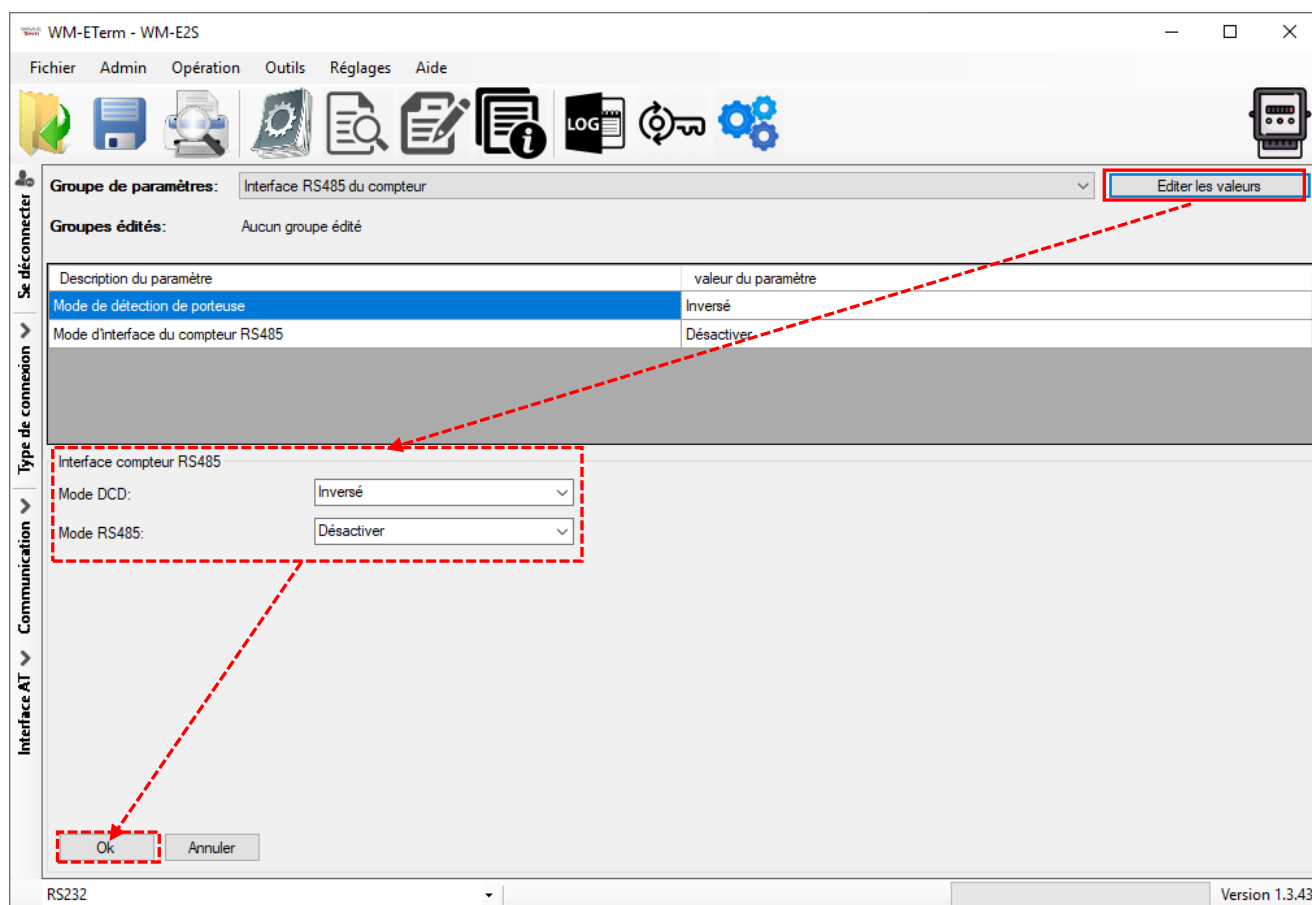 WM-ETerm - WM-E2S
Fichier Admin Opération Outils Réglages Aide
LOG
Groupe de paramètres: Interface RS485 du compteur Editer les valeurs
Groupes édités: Aucun groupe édité
Description du paramètre valeur du paramètre
Mode de détection de porteuse Inversé
Mode d'interface du compteur RS485 Désactiver
Interface compteur RS485
Mode DCD: Inversé
Mode RS485: Désactiver
Ok Annuler
Se déconnecter
Type de connexion
Communication
Interface AT
RS232 Version 1.3.43